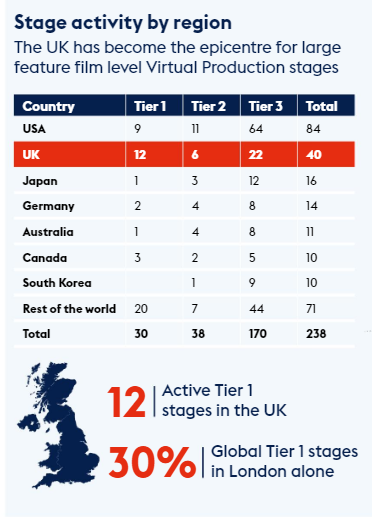 Stage activity by region
The UK has become the epicentre for large
feature film level Virtual Production stages
Country Tier 1 Tier 2 Tier 3 Total
USA 9 11 64 84
UK 12 6 22 40
Japan 1 3 12 16
Germany 2 4 8 14
Australia 1 4 8 11
Canada 3 2 5 10
South Korea 1 9 10
Rest of the world 20 7 44 71
Total 30 38 170 238
12 Active Tier 1
stages in the UK
30% Global Tier 1 stages
in London alone